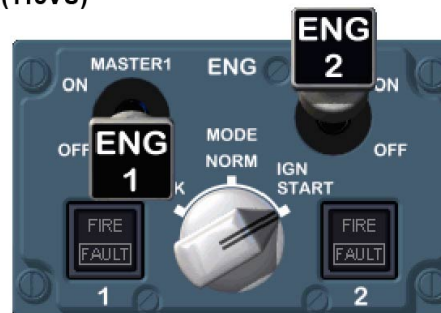 ENG
2
MASTER1
ENG
ON
ON
OFF
ENG
1
MODE
NORM
OFF
K
IGN
START
FIRE
FAULT
FIRE
FAULT
1
2